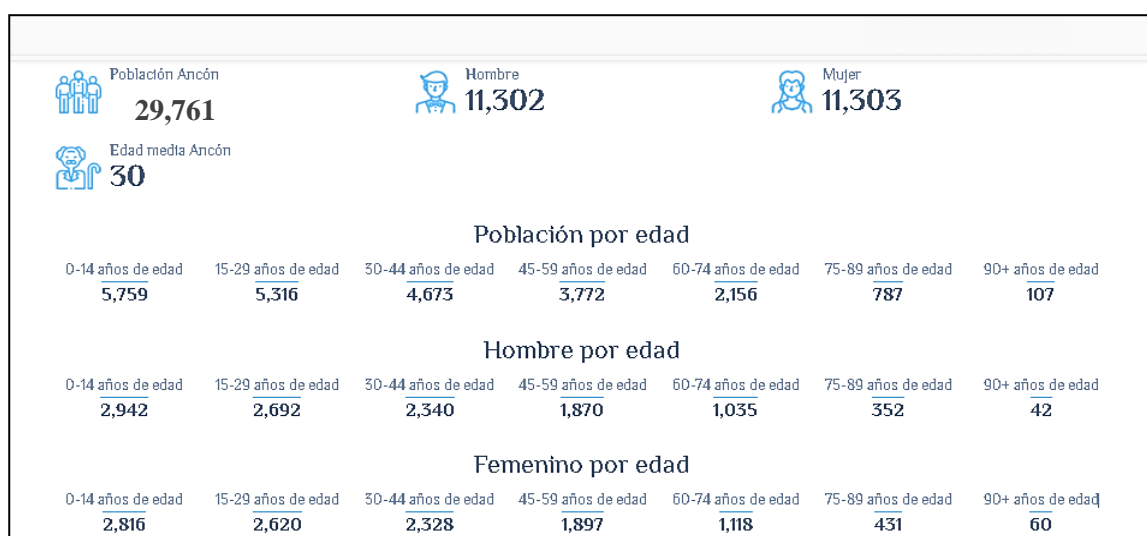 Población Ancón Hombre Mujer
29,761 11,302 11,303
Edad media Ancón
30
Población por edad
0-14 años de edad 15-29 años de edad 30-44 años de edad 45-59 años de edad 60-74 años de edad 75-89 años de edad 90+ años de edad
5,759 5,316 4,673 3,772 2,156 787 107
Hombre por edad
0-14 años de edad 15-29 años de edad 30-44 años de edad 45-59 años de edad 60-74 años de edad 75-89 años de edad 90+ años de edad
2,942 2,692 2,340 1,870 1,035 352 42
Femenino por edad
0-14 años de edad 15-29 años de edad 30-44 años de edad 45-59 años de edad 60-74 años de edad 75-89 años de edad 90+ años de edad
2,816 2,620 2,328 1,897 1,118 431 60